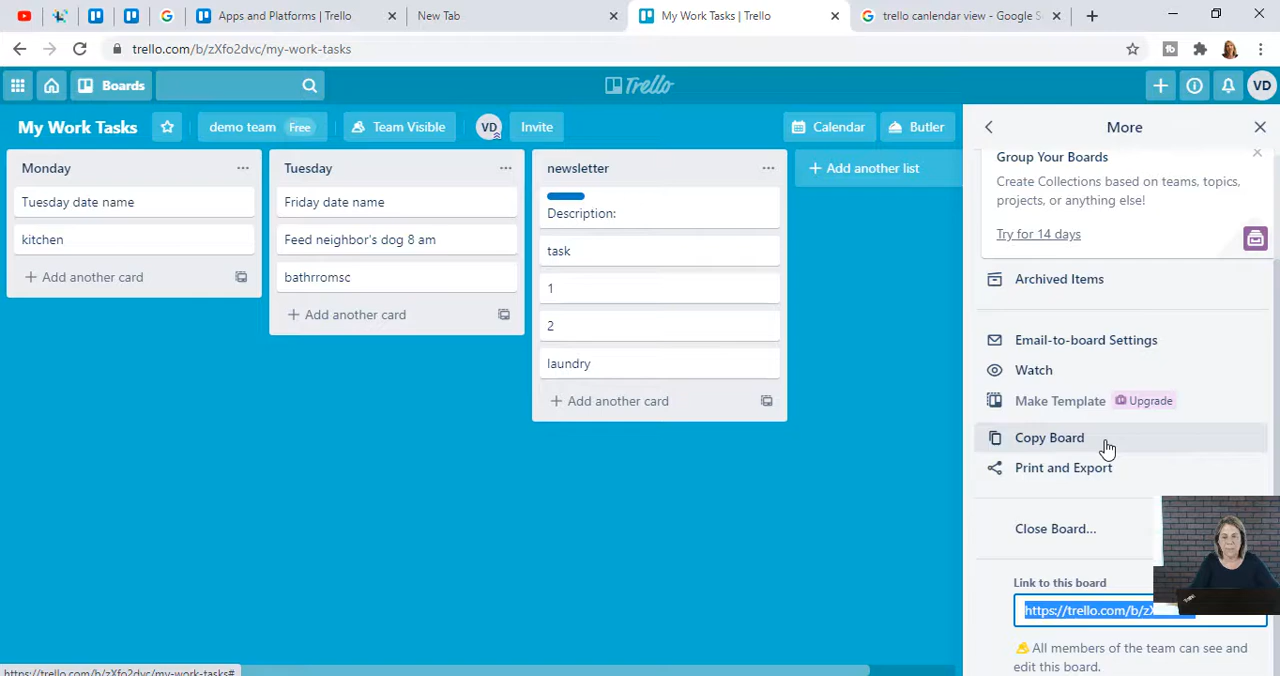 Apps and Platforms | Trello
New Tab
My Work Tasks | Trello
trello canlendar view - Google S
trello.com/b/zXfo2dvc/my-work-tasks
Boards
Trello
VD
My Work Tasks
demo team Free
Team Visible
VD
Invite
Calendar
Butler
More
Monday
Tuesday date name
kitchen
+ Add another card
Tuesday
Friday date name
Feed neighbor's dog 8 am
bathrromsc
+ Add another card
newsletter
Description:
task
1
2
laundry
+ Add another card
+ Add another list
Group Your Boards
Create Collections based on teams, topics,
projects, or anything else!
Try for 14 days
Archived Items
Email-to-board Settings
Watch
Make Template Upgrade
Copy Board
Print and Export
Close Board...
Link to this board
https://trello.com/b/zX
All members of the team can see and
edit this board.
https://trello.com/b/zXfo2dvc/my-work-tasks#